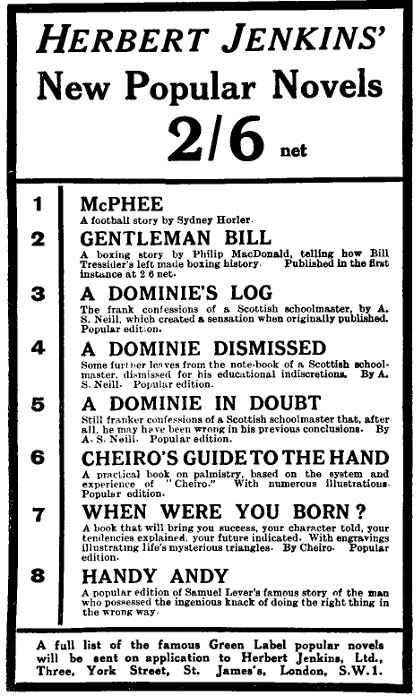 HERBERT JENKINS'
New Popular Novels
2/6 net
1 McPHEE
A football story by Sydney Horler.
2 GENTLEMAN BILL
A boxing story by Philip MacDonald, telling how Bill
Tressider's left made boxing history. Published in the first
instance at 2 6 net.
3 A DOMINIE'S LOG
The frank confessions of a Scottish schoolmaster, by A.
S. Neill, which created a sensation when originally published.
Popular edition.
4 A DOMINIE DISMISSED
Some further leaves from the note-book of a Scottish school-
master, dismissed for his educational indiscretions. By A.
S. Neill. Popular edition.
5 A DOMINIE IN DOUBT
Still franker confessions of a Scottish schoolmaster that, after
all, he may have been wrong in his previous conclusions. By
A. S. Neill. Popular edition.
6 CHEIRO'S GUIDE TO THE HAND
A practical book on palmistry, based on the system and
experience of "Cheiro." With numerous illustrations.
Popular edition.
7 WHEN WERE YOU BORN?
A book that will bring you success, your character told, your
tendencies explained, your future indicated. With engravings
illustrating life's mysterious triangles. By Cheiro. Popular
edition.
8 HANDY ANDY
A popular edition of Samuel Lever's famous story of the man
who possessed the ingenious knack of doing the right thing in
the wrong way.
A full list of the famous Green Label popular novels
will be sent on application to Herbert Jenkins, Ltd.,
Three, York Street, St. James's, London, S.W.1.